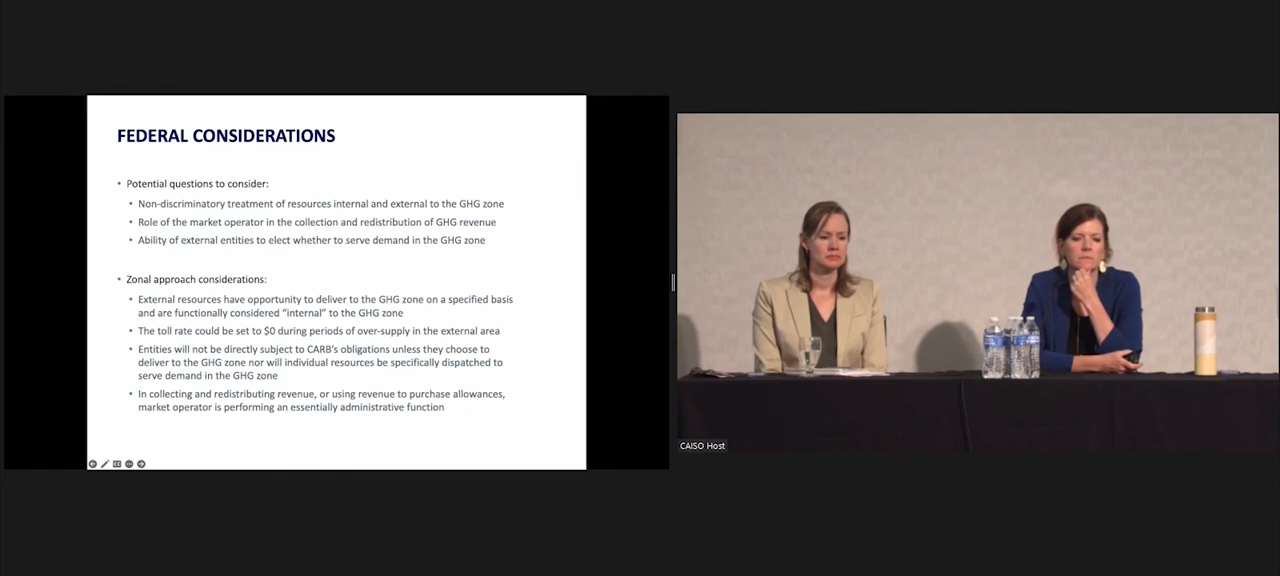 FEDERAL CONSIDERATIONS
• Potential questions to consider:
• Non-discriminatory treatment of resources internal and external to the GHG zone
• Role of the market operator in the collection and redistribution of GHG revenue
• Ability of external entities to elect whether to serve demand in the GHG zone
• Zonal approach considerations:
• External resources have opportunity to deliver to the GHG zone on a specified basis
and are functionally considered “internal” to the GHG zone
• The toll rate could be set to $0 during periods of over-supply in the external area
• Entities will not be directly subject to CARB’s obligations unless they choose to
deliver to the GHG zone nor will individual resources be specifically dispatched to
serve demand in the GHG zone
• In collecting and redistributing revenue, or using revenue to purchase allowances,
market operator is performing an essentially administrative function
CAISO Host